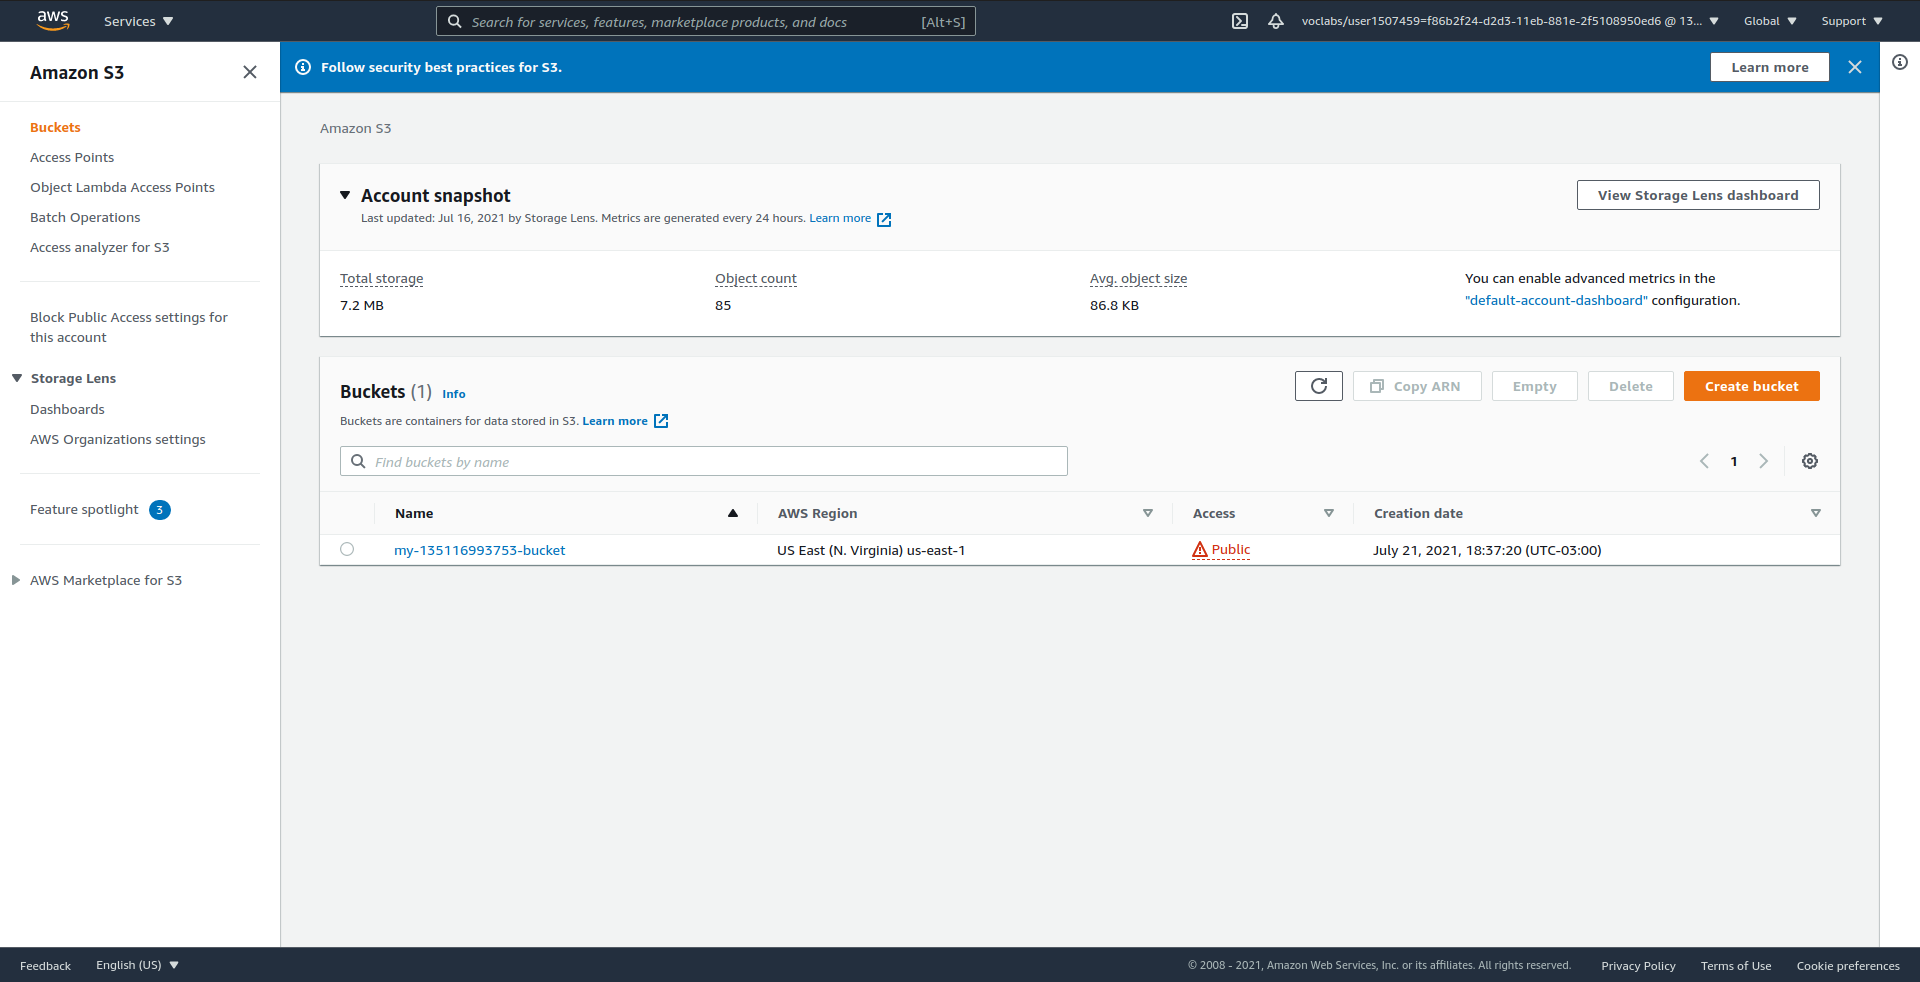 aws Services Search for services, features, marketplace products, and docs [Alt+S] voclabs/user1507459=f86b2f24-d2d3-11eb-881e-2f5108950ed6 @ 13... Global Support
Amazon S3
Follow security best practices for S3. Learn more
Buckets
Access Points
Object Lambda Access Points
Batch Operations
Access analyzer for S3
Block Public Access settings for
this account
Storage Lens
Dashboards
AWS Organizations settings
Feature spotlight 3
AWS Marketplace for S3
Amazon S3
Account snapshot View Storage Lens dashboard
Last updated: Jul 16, 2021 by Storage Lens. Metrics are generated every 24 hours. Learn more
Total storage Object count Avg. object size You can enable advanced metrics in the
7.2 MB 85 86.8 KB "default-account-dashboard" configuration.
Buckets (1) Info Copy ARN Empty Delete Create bucket
Buckets are containers for data stored in S3. Learn more
Find buckets by name 1
Name AWS Region Access Creation date
my-135116993753-bucket US East (N. Virginia) us-east-1 Public July 21, 2021, 18:37:20 (UTC-03:00)
Feedback English (US) © 2008 - 2021, Amazon Web Services, Inc. or its affiliates. All rights reserved. Privacy Policy Terms of Use Cookie preferences